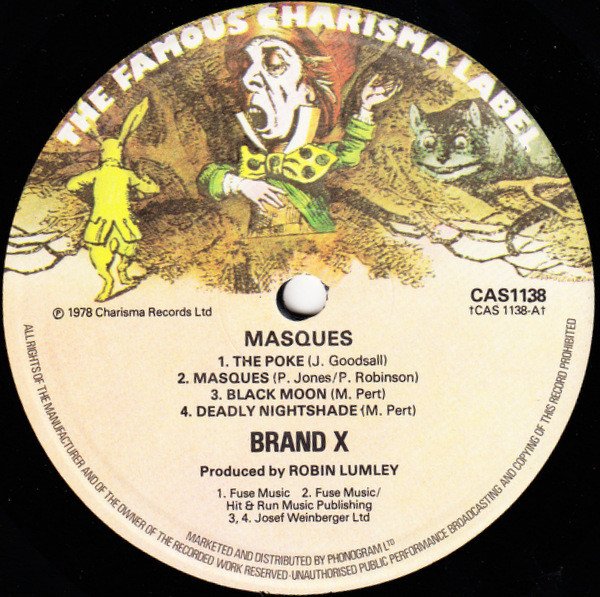 THE FAMOUS CHARISMA LABEL
CAS1138
†CAS 1138-A†
℗ 1978 Charisma Records Ltd
MASQUES
1. THE POKE (J. Goodsall)
2. MASQUES (P. Jones/P. Robinson)
3. BLACK MOON (M. Pert)
4. DEADLY NIGHTSHADE (M. Pert)
BRAND X
Produced by ROBIN LUMLEY
1. Fuse Music 2. Fuse Music/
Hit & Run Music Publishing
3, 4. Josef Weinberger Ltd
MARKETED AND DISTRIBUTED BY PHONOGRAM LTD
ALL RIGHTS OF THE MANUFACTURER AND OF THE OWNER OF THE RECORDED WORK RESERVED·UNAUTHORISED PUBLIC PERFORMANCE BROADCASTING AND COPYING OF THIS RECORD PROHIBITED